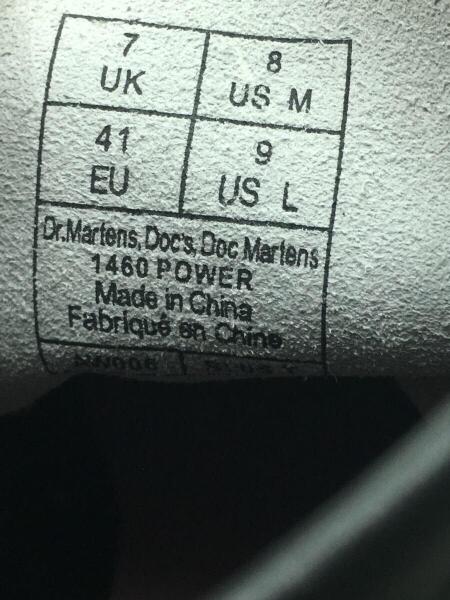 7 8
UK US M
41 9
EU US L
Dr.Martens, Doc's, Doc Martens
1460 POWER
Made in China
Fabriqué en Chine